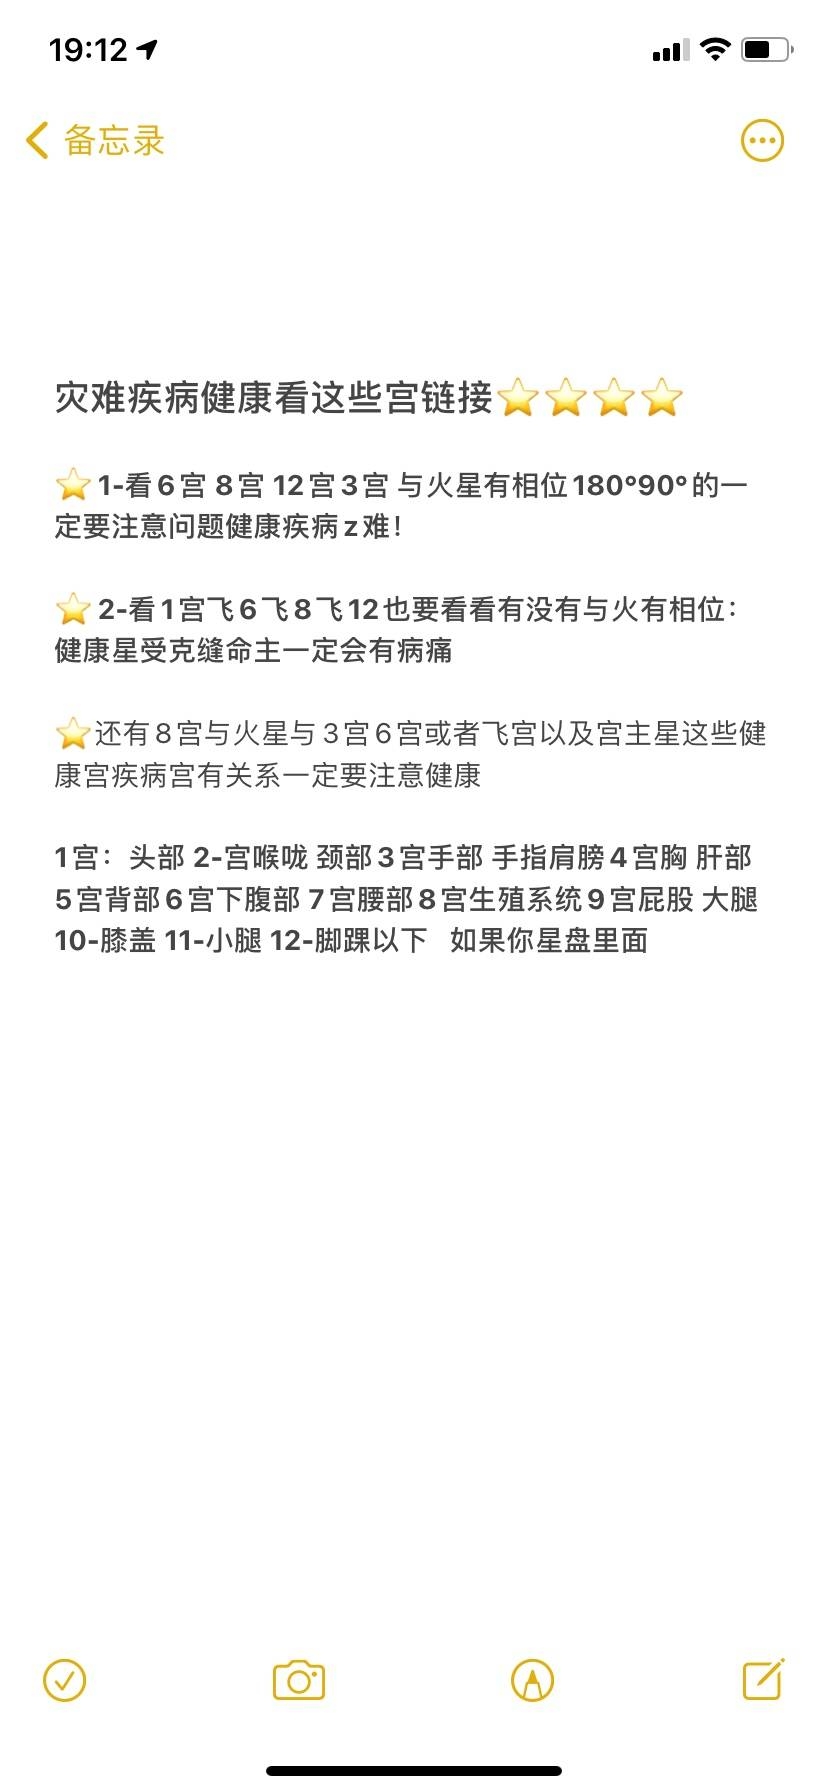 19:12
备忘录
灾难疾病健康看这些宫链接⭐⭐⭐⭐
⭐1-看6宫 8宫 12宫3宫 与火星有相位180°90°的一
定要注意问题健康疾病z难！
⭐2-看1宫飞6飞8飞12也要看看有没有与火有相位：
健康星受克缝命主一定会有病痛
⭐还有8宫与火星与3宫6宫或者飞宫以及宫主星这些健
康宫疾病宫有关系一定要注意健康
1宫：头部 2-宫喉咙 颈部3宫手部 手指肩膀4宫胸 肝部
5宫背部6宫下腹部 7宫腰部8宫生殖系统9宫屁股 大腿
10-膝盖 11-小腿 12-脚踝以下 如果你星盘里面